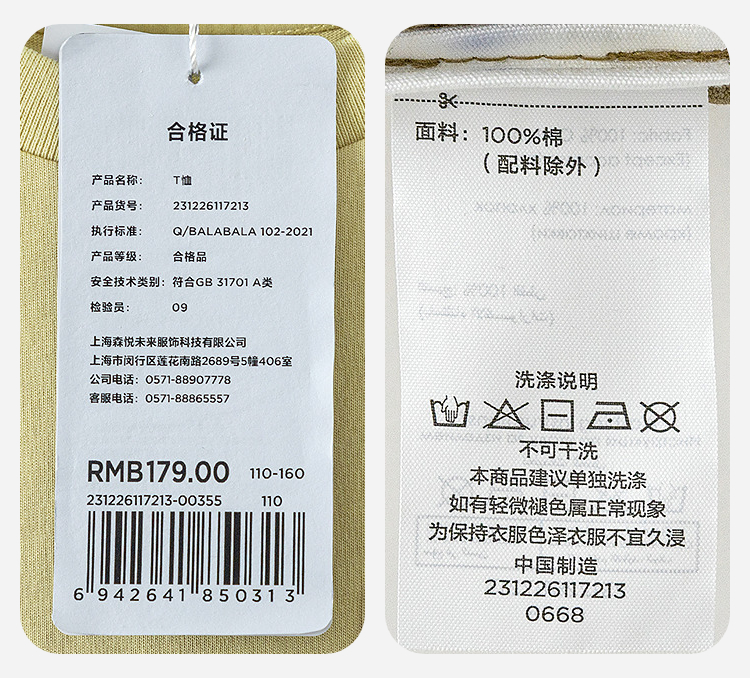 合格证
产品名称： T恤
产品货号： 231226117213
执行标准： Q/BALABALA 102-2021
产品等级： 合格品
安全技术类别：符合GB 31701 A类
检验员： 09
上海森悦未来服饰科技有限公司
上海市闵行区莲花南路2689号5幢406室
公司电话：0571-88907778
客服电话：0571-88865557
RMB179.00 110-160
231226117213-00355 110
6 942641 850313
面料：100%棉
（配料除外）
洗涤说明
不可干洗
本商品建议单独洗涤
如有轻微褪色属正常现象
为保持衣服色泽衣服不宜久浸
中国制造
231226117213
0668